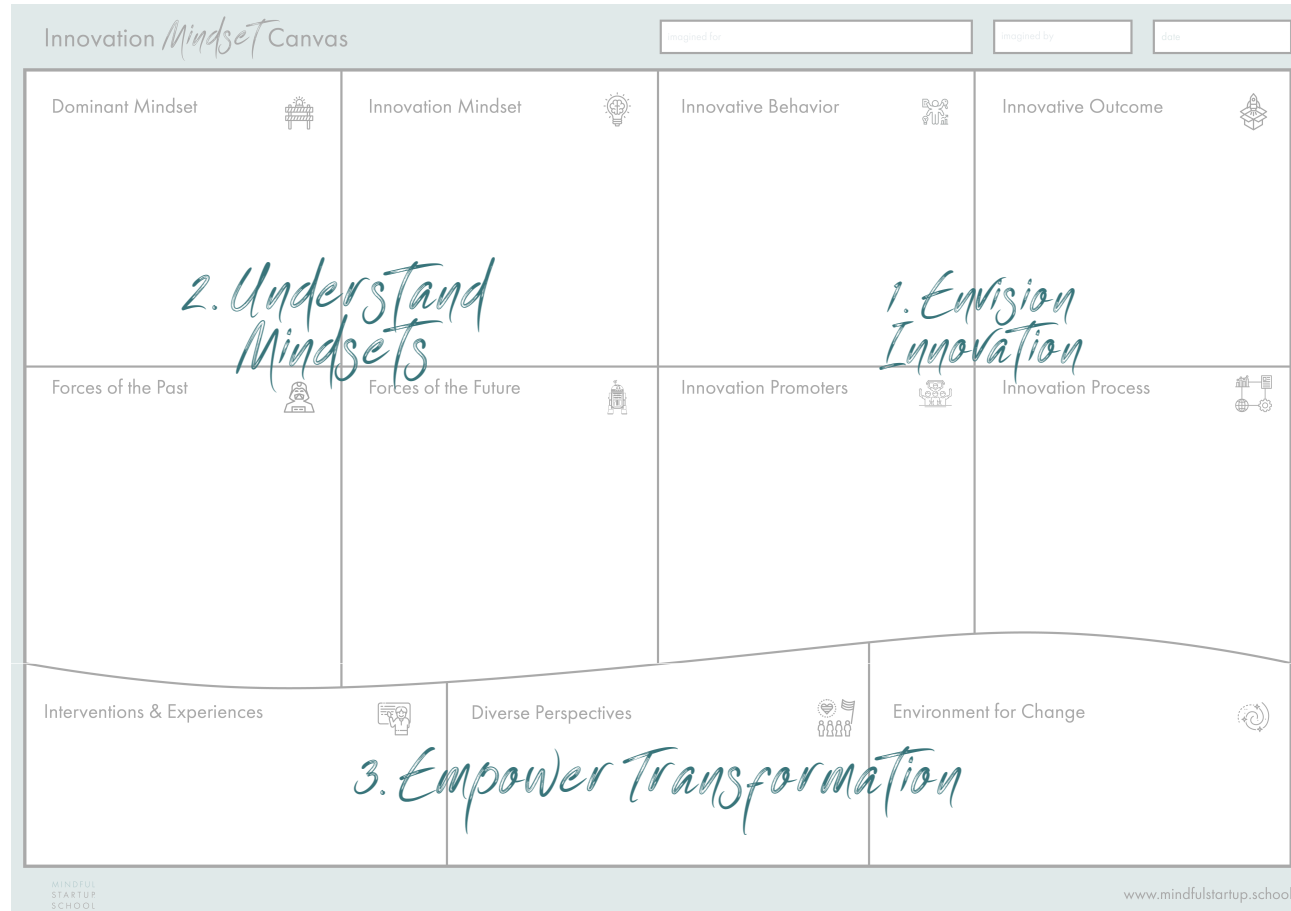 Innovation Mindset Canvas
imagined for
imagined by
date
Dominant Mindset
Innovation Mindset
Innovative Behavior
Innovative Outcome
2. Understand
Mindsets
1. Envision
Innovation
Forces of the Past
Forces of the Future
Innovation Promoters
Innovation Process
Interventions & Experiences
Diverse Perspectives
Environment for Change
3. Empower Transformation
MINDFUL
STARTUP
SCHOOL
www.mindfulstartup.school